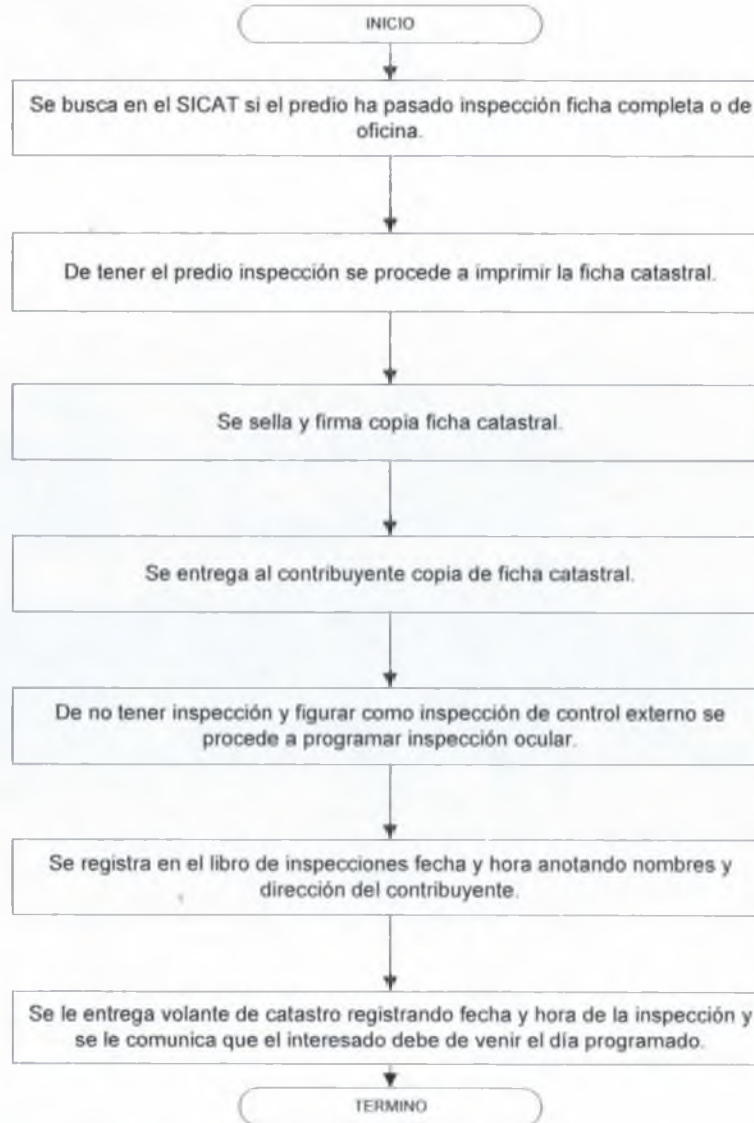 INICIO
Se busca en el SICAT si el predio ha pasado inspección ficha completa o de
oficina.
De tener el predio inspección se procede a imprimir la ficha catastral.
Se sella y firma copia ficha catastral.
Se entrega al contribuyente copia de ficha catastral.
De no tener inspección y figurar como inspección de control externo se
procede a programar inspección ocular.
Se registra en el libro de inspecciones fecha y hora anotando nombres y
dirección del contribuyente.
Se le entrega volante de catastro registrando fecha y hora de la inspección y
se le comunica que el interesado debe de venir el día programado.
TERMINO